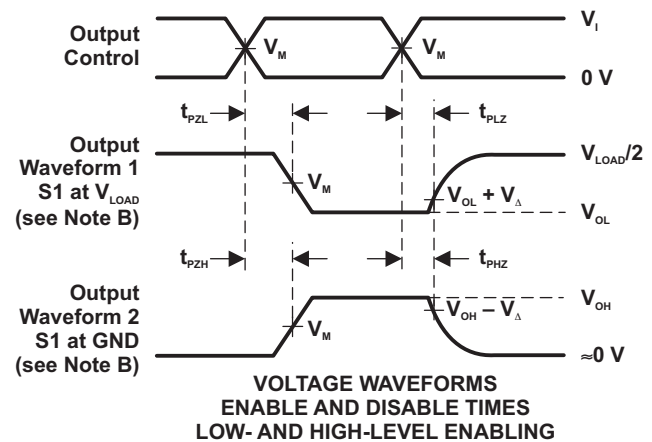 Output
Control
V_M
V_M
V_I
0 V
t_PZL
t_PLZ
Output
Waveform 1
S1 at V_LOAD
(see Note B)
V_M
V_LOAD/2
V_OL + V_Δ
V_OL
t_PZH
t_PHZ
Output
Waveform 2
S1 at GND
(see Note B)
V_M
V_OH
V_OH – V_Δ
≈0 V
VOLTAGE WAVEFORMS
ENABLE AND DISABLE TIMES
LOW- AND HIGH-LEVEL ENABLING